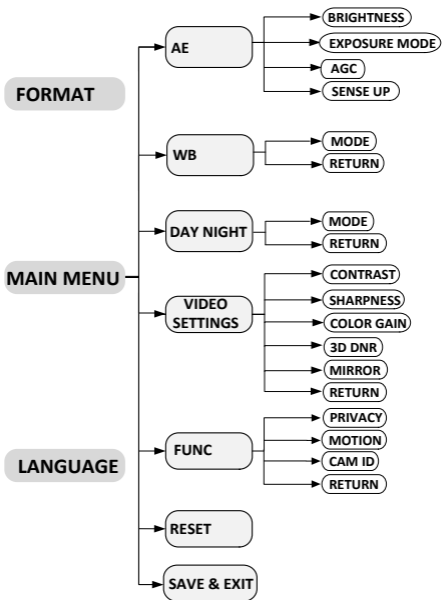 FORMAT
MAIN MENU
LANGUAGE
AE
BRIGHTNESS
EXPOSURE MODE
AGC
SENSE UP
WB
MODE
RETURN
DAY NIGHT
MODE
RETURN
VIDEO
SETTINGS
CONTRAST
SHARPNESS
COLOR GAIN
3D DNR
MIRROR
RETURN
FUNC
PRIVACY
MOTION
CAM ID
RETURN
RESET
SAVE & EXIT